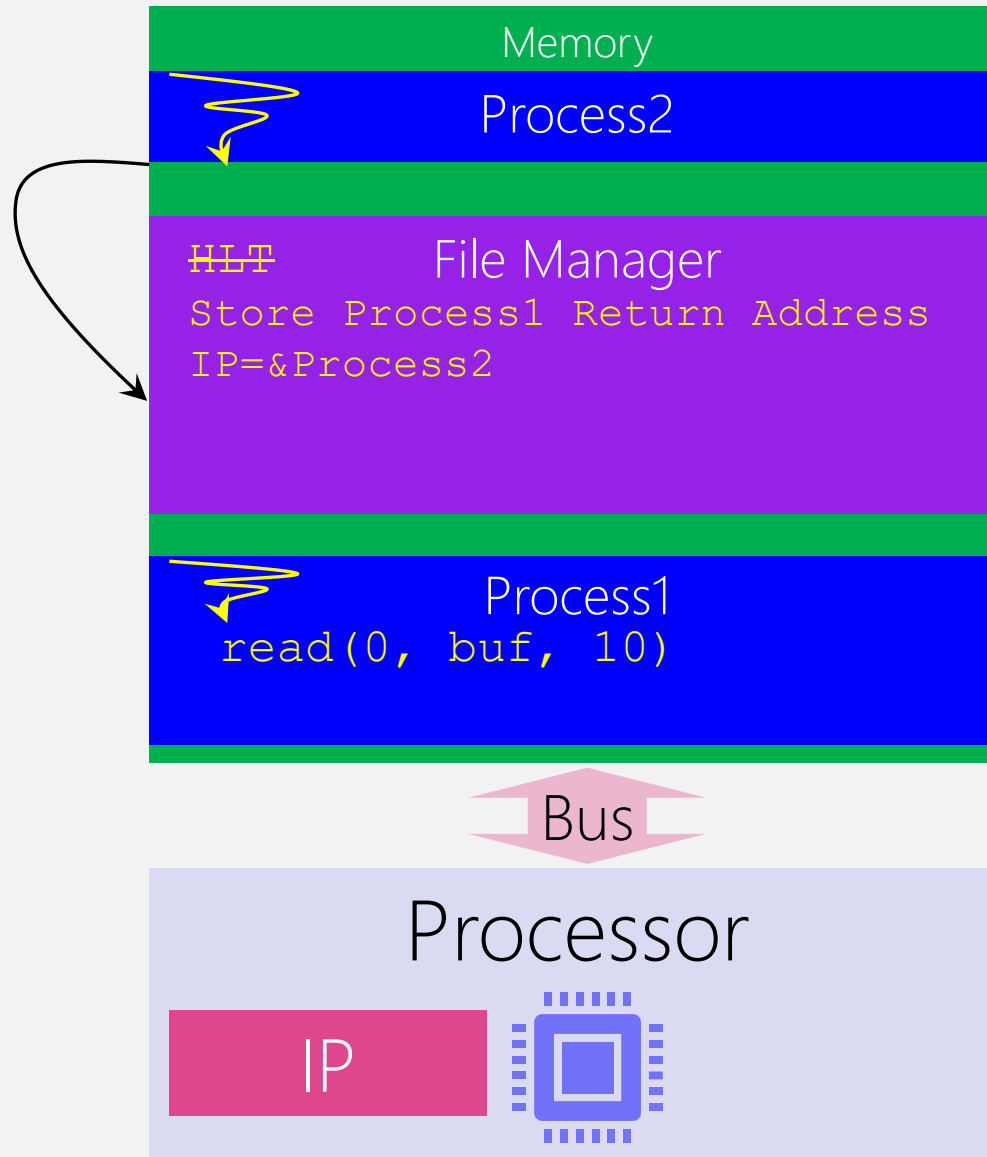 Memory
Process2
HLT
File Manager
Store Process1 Return Address
IP=&Process2
Process1
read(0, buf, 10)
Bus
Processor
IP